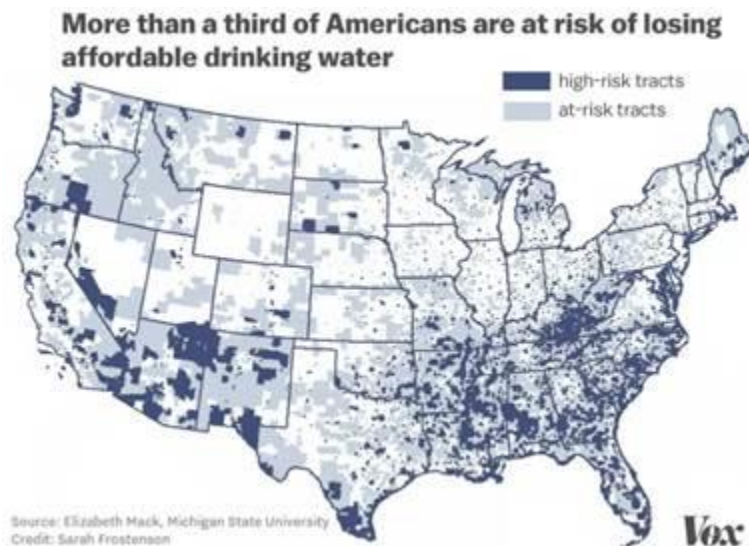 More than a third of Americans are at risk of losing
affordable drinking water
high-risk tracts
at-risk tracts
Source: Elizabeth Mack, Michigan State University
Credit: Sarah Frostenson
Vox